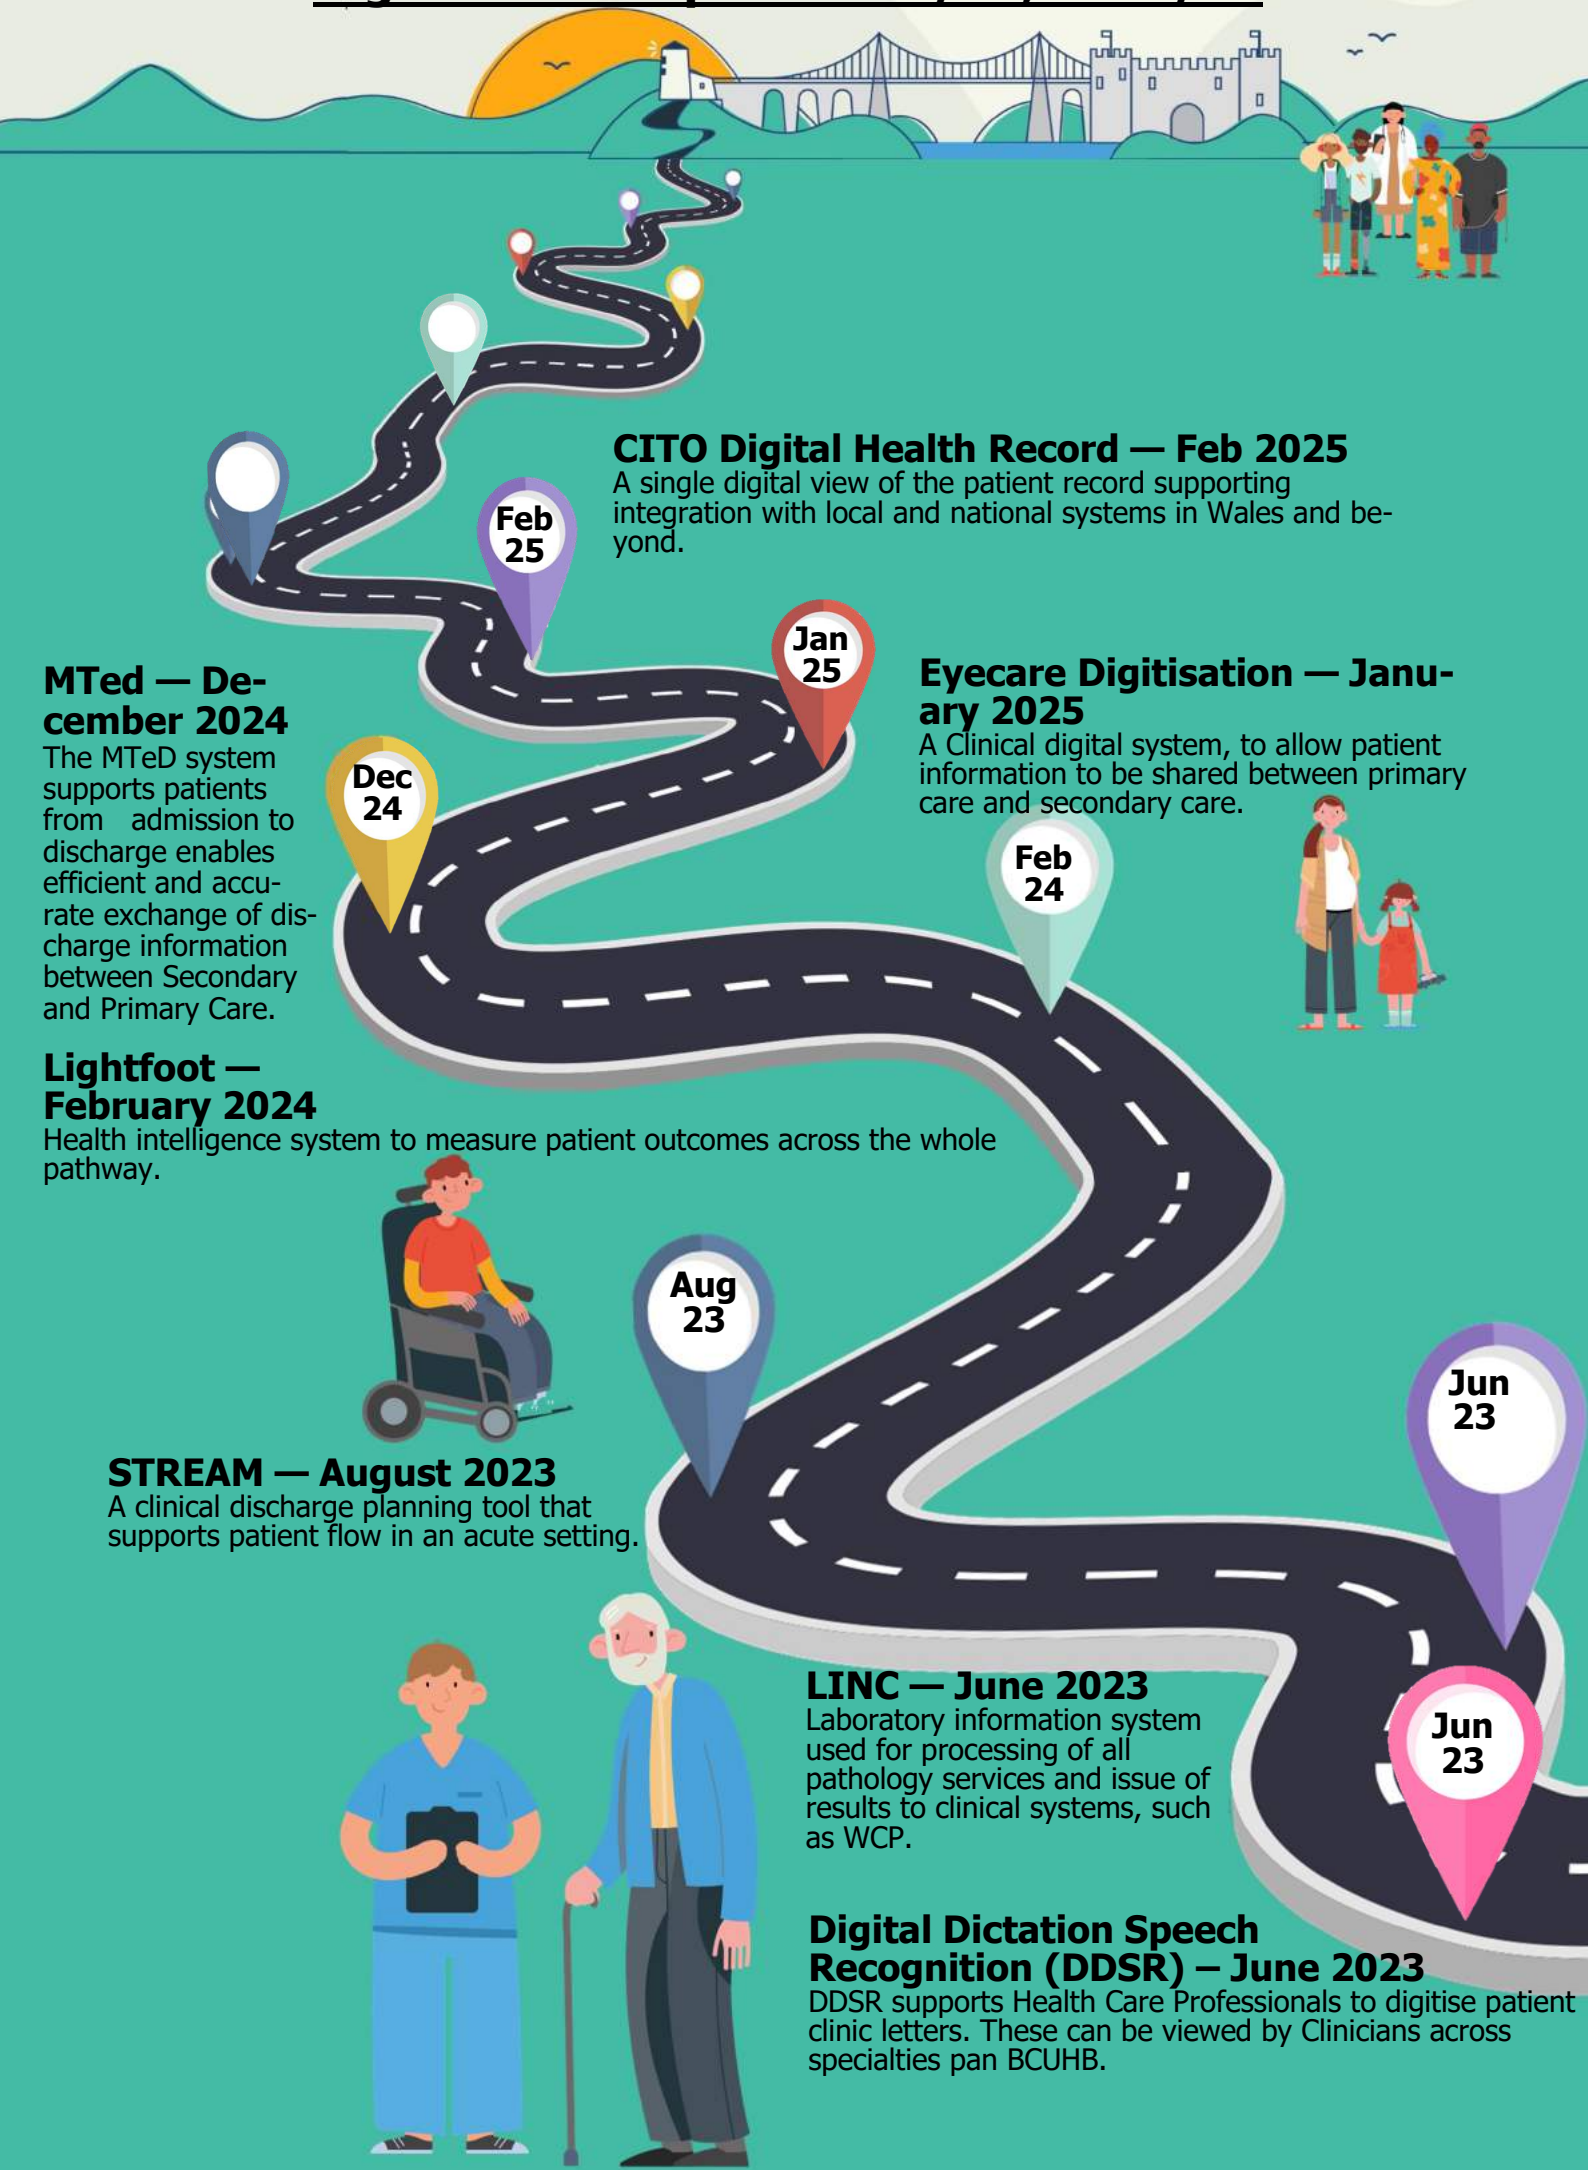 CITO Digital Health Record — Feb 2025
A single digital view of the patient record supporting
integration with local and national systems in Wales and be-
yond.
Feb
25
Jan
25
Eyecare Digitisation — Janu-
ary 2025
A Clinical digital system, to allow patient
information to be shared between primary
care and secondary care.
MTed — De-
cember 2024
The MTeD system
supports patients
from admission to
discharge enables
efficient and accu-
rate exchange of dis-
charge information
between Secondary
and Primary Care.
Dec
24
Feb
24
Lightfoot —
February 2024
Health intelligence system to measure patient outcomes across the whole
pathway.
Aug
23
Jun
23
STREAM — August 2023
A clinical discharge planning tool that
supports patient flow in an acute setting.
LINC — June 2023
Laboratory information system
used for processing of all
pathology services and issue of
results to clinical systems, such
as WCP.
Jun
23
Digital Dictation Speech
Recognition (DDSR) – June 2023
DDSR supports Health Care Professionals to digitise patient
clinic letters. These can be viewed by Clinicians across
specialties pan BCUHB.